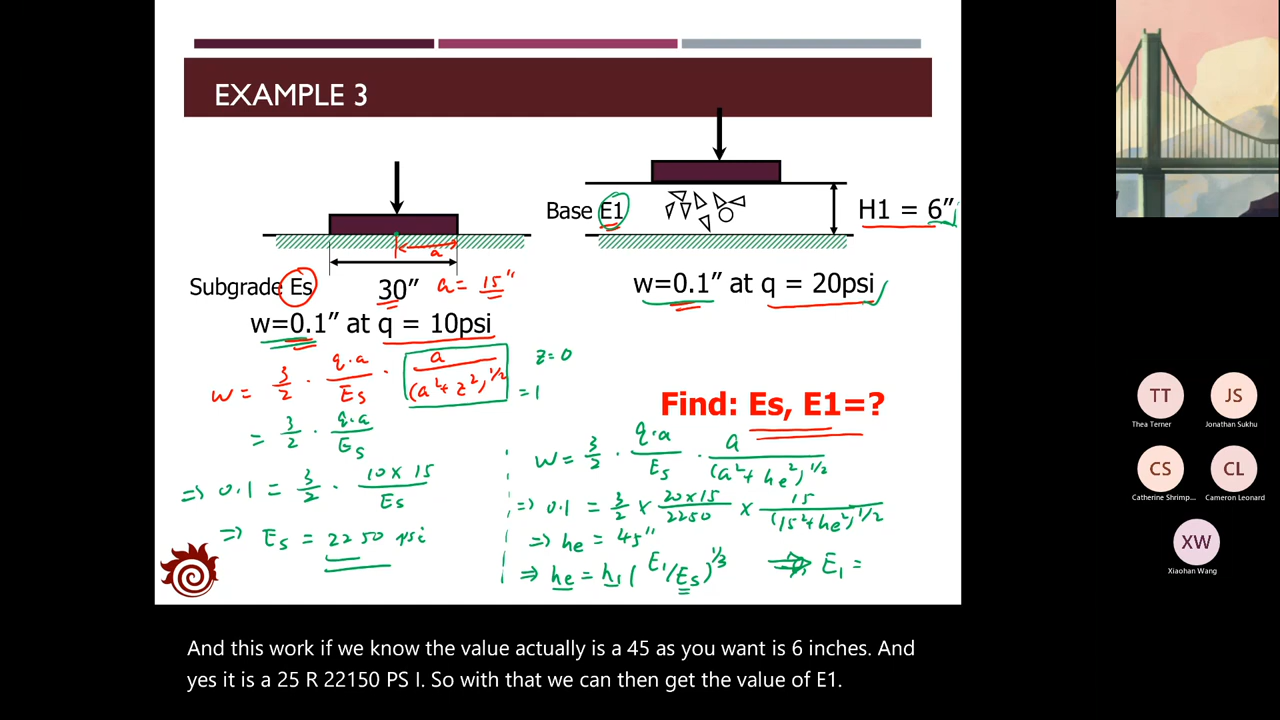 EXAMPLE 3
Base E1
H1 = 6”
a
Subgrade Es
30”
a = 15"
w=0.1” at q = 20psi
w=0.1” at q = 10psi
w = 3/2 · q·a/Es · a/(a²+z²)^1/2
z=0
=1
= 3/2 · q·a/Es
=> 0.1 = 3/2 · 10×15/Es
=> Es = 2250 psi
Find: Es, E1=?
w = 3/2 · q·a/Es · a/(a²+he²)^1/2
=> 0.1 = 3/2 × 20×15/2250 × 15/(15²+he²)^1/2
=> he = 45"
=> he = h1 (E1/Es)^1/3 => E1 =
TT
Thea Terner
JS
Jonathan Sukhu
CS
Catherine Shrimp...
CL
Cameron Leonard
XW
Xiaohan Wang
And this work if we know the value actually is a 45 as you want is 6 inches. And
yes it is a 25 R 22150 PS I. So with that we can then get the value of E1.